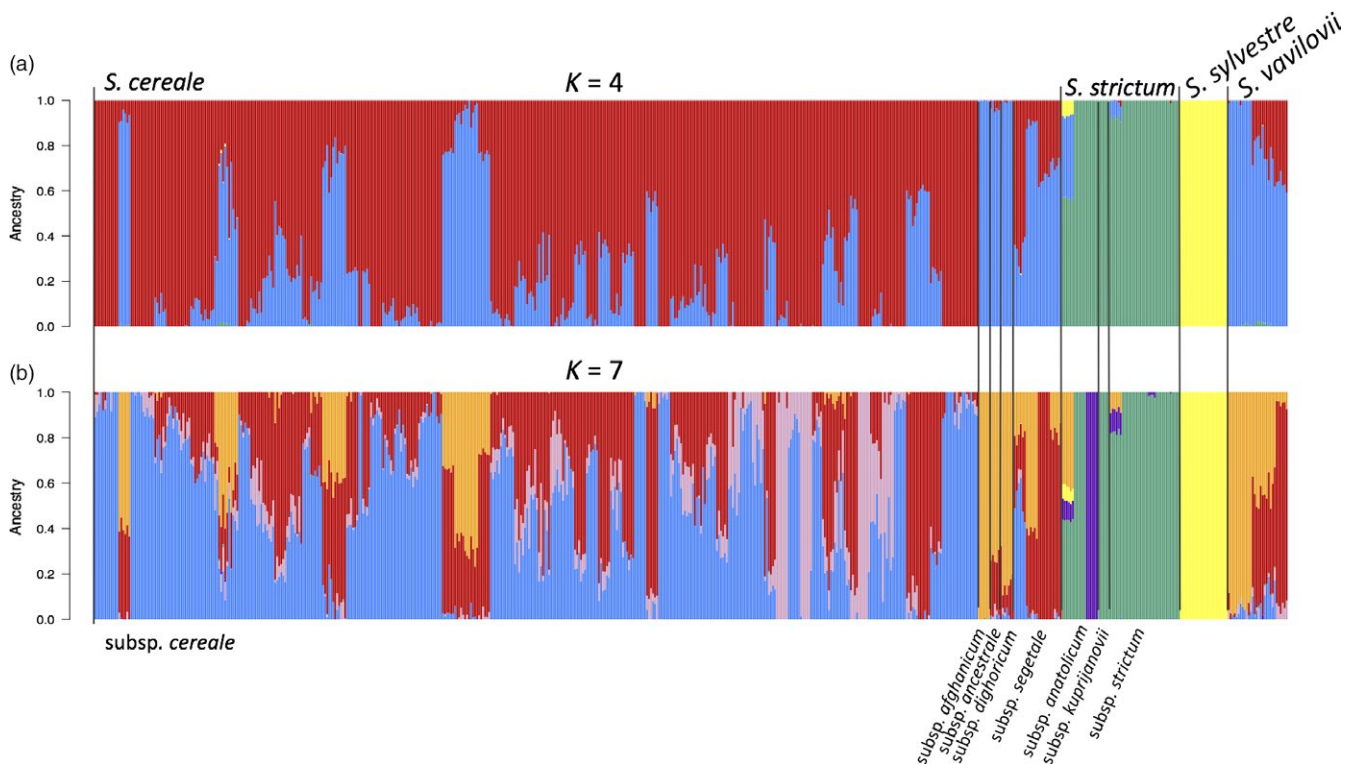 (a)
S. cereale
K = 4
S. strictum
S. sylvestre
S. vavilovii
1.0
0.8
0.6
0.4
0.2
0.0
Ancestry
(b)
K = 7
1.0
0.8
0.6
0.4
0.2
0.0
Ancestry
subsp. cereale
subsp. afghanicum
subsp. ancestrale
subsp. dighoricum
subsp. segetale
subsp. anatolicum
subsp. kuprijanovii
subsp. strictum